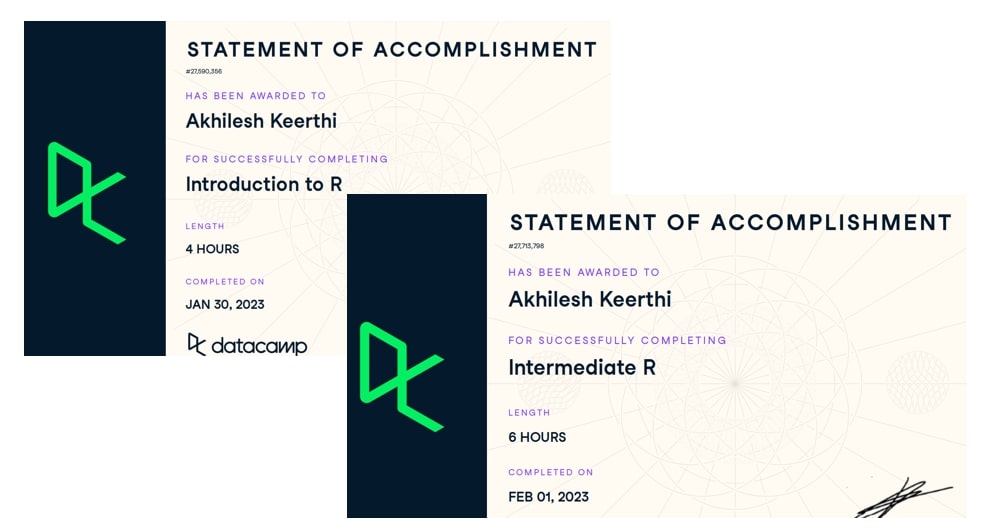 STATEMENT OF ACCOMPLISHMENT
#27,590,356
HAS BEEN AWARDED TO
Akhilesh Keerthi
FOR SUCCESSFULLY COMPLETING
Introduction to R
LENGTH
4 HOURS
COMPLETED ON
JAN 30, 2023
datacamp
STATEMENT OF ACCOMPLISHMENT
#27,713,798
HAS BEEN AWARDED TO
Akhilesh Keerthi
FOR SUCCESSFULLY COMPLETING
Intermediate R
LENGTH
6 HOURS
COMPLETED ON
FEB 01, 2023